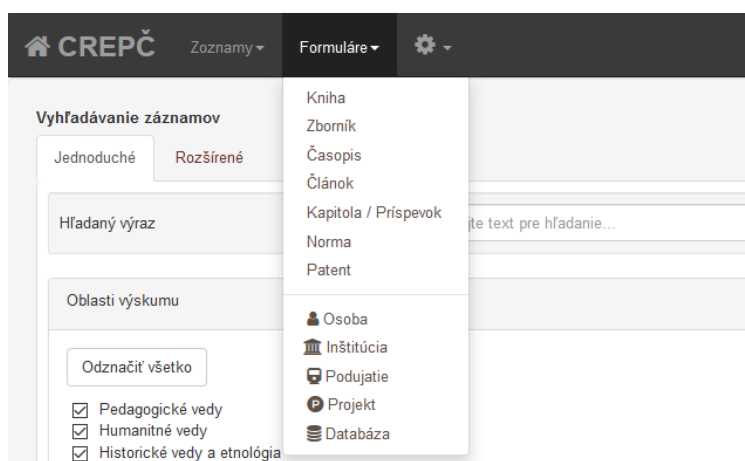 CREPČ Zoznamy Formuláre
Kniha
Zborník
Časopis
Článok
Kapitola / Príspevok
Norma
Patent
Osoba
Inštitúcia
Podujatie
Projekt
Databáza
Vyhľadávanie záznamov
Jednoduché Rozšírené
Hľadaný výraz
text pre hľadanie...
Oblasti výskumu
Odznačiť všetko
Pedagogické vedy
Humanitné vedy
Historické vedy a etnológia